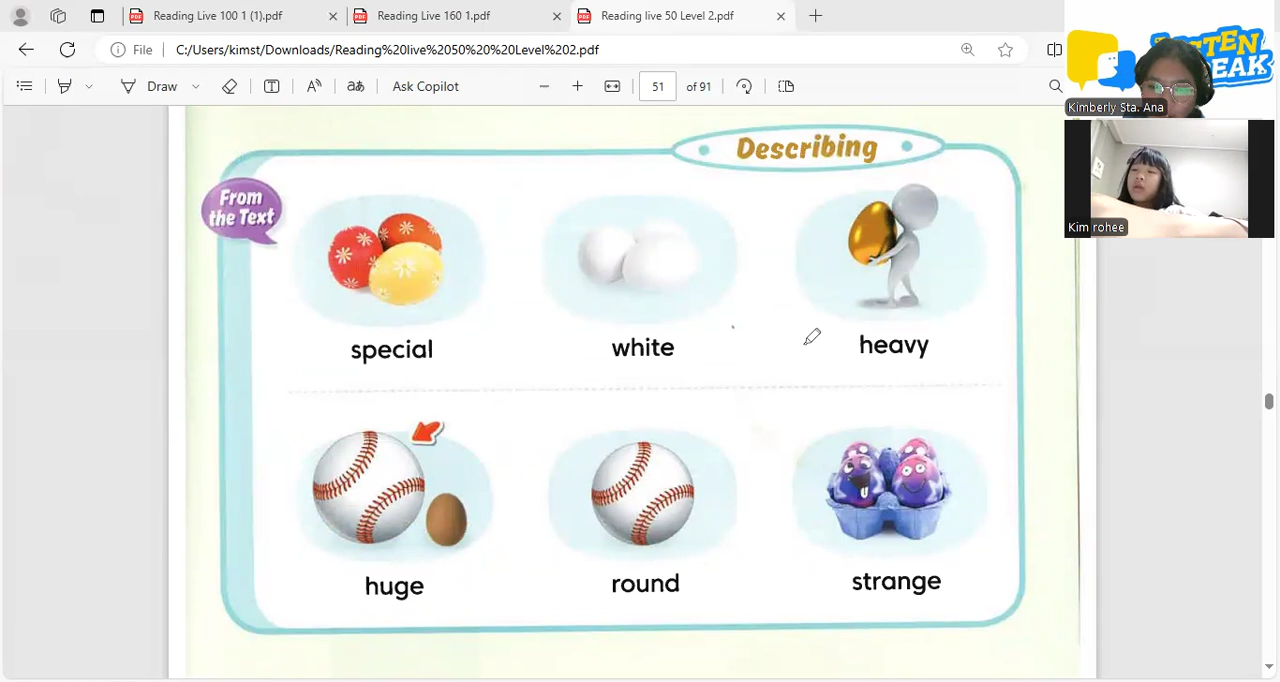 Reading Live 100 1 (1).pdf
Reading Live 160 1.pdf
Reading live 50 Level 2.pdf
File
C:/Users/kimst/Downloads/Reading%20live%2050%20%20Level%202.pdf
Draw
Ask Copilot
51
of 91
Kimberly Sta. Ana
Kim rohee
Describing
From
the Text
special
white
heavy
huge
round
strange